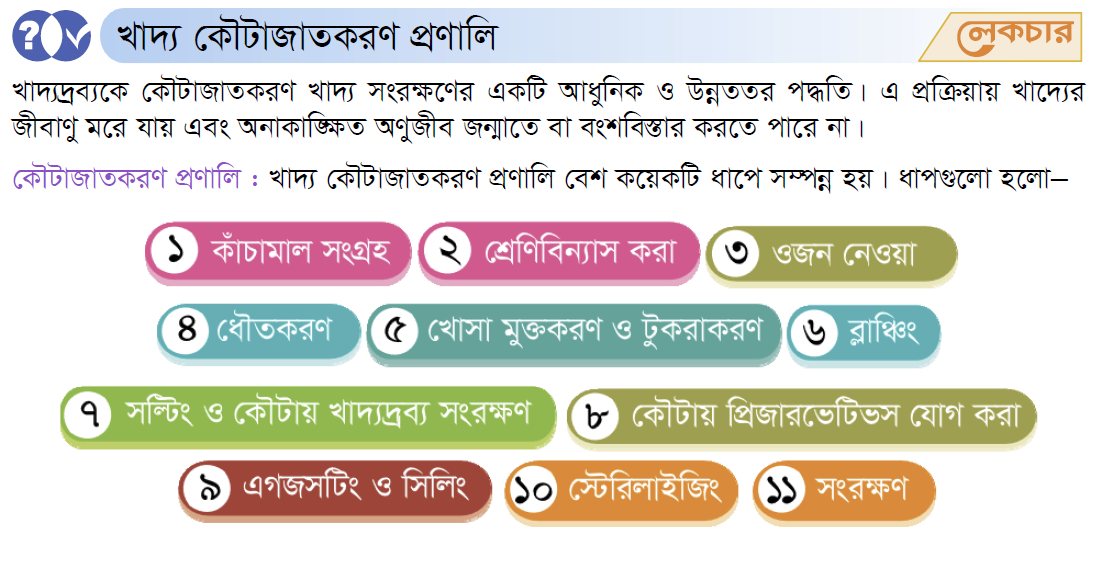 খাদ্য কৌটাজাতকরণ প্রণালি
লেকচার
খাদ্যদ্রব্যকে কৌটাজাতকরণ খাদ্য সংরক্ষণের একটি আধুনিক ও উন্নততর পদ্ধতি। এ প্রক্রিয়ায় খাদ্যের
জীবাণু মরে যায় এবং অনাকাঙ্ক্ষিত অণুজীব জন্মাতে বা বংশবিস্তার করতে পারে না।
কৌটাজাতকরণ প্রণালি : খাদ্য কৌটাজাতকরণ প্রণালি বেশ কয়েকটি ধাপে সম্পন্ন হয়। ধাপগুলো হলো–
১ কাঁচামাল সংগ্রহ ২ শ্রেণিবিন্যাস করা ৩ ওজন নেওয়া
৪ ধৌতকরণ ৫ খোসা মুক্তকরণ ও টুকরাকরণ ৬ ব্লাঞ্চিং
৭ সল্টিং ও কৌটায় খাদ্যদ্রব্য সংরক্ষণ ৮ কৌটায় প্রিজারভেটিভস যোগ করা
৯ এগজসটিং ও সিলিং ১০ স্টেরিলাইজিং ১১ সংরক্ষণ